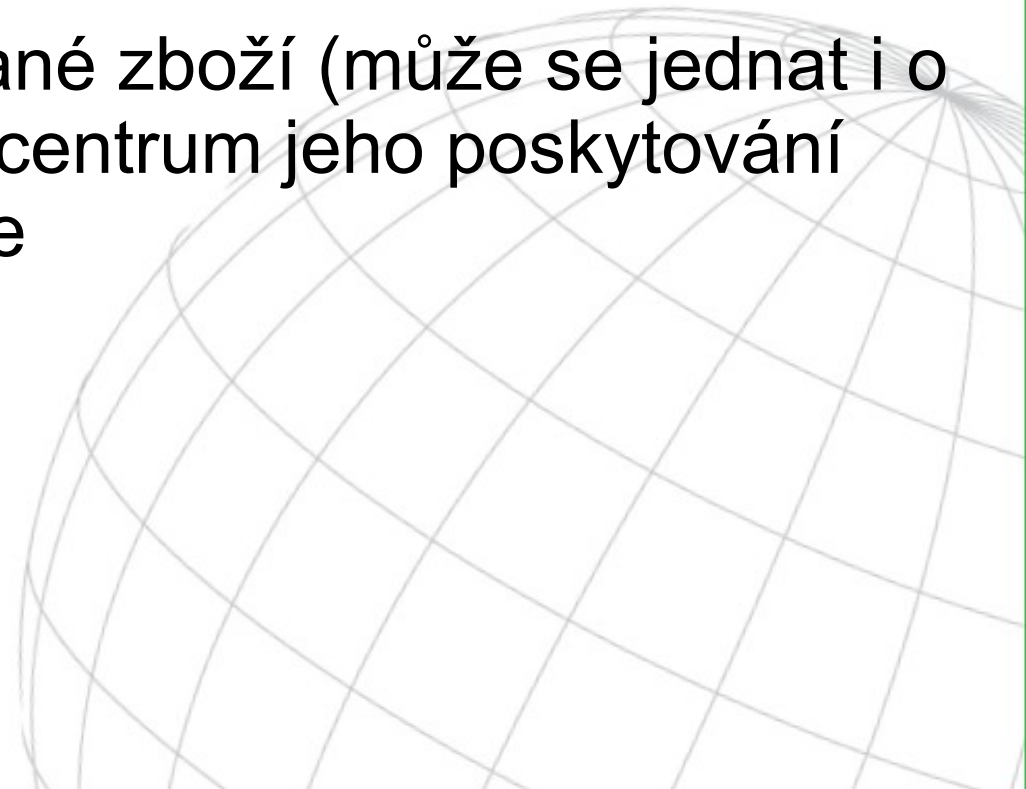 ané zboží (může se jednat i o
centrum jeho poskytování
e